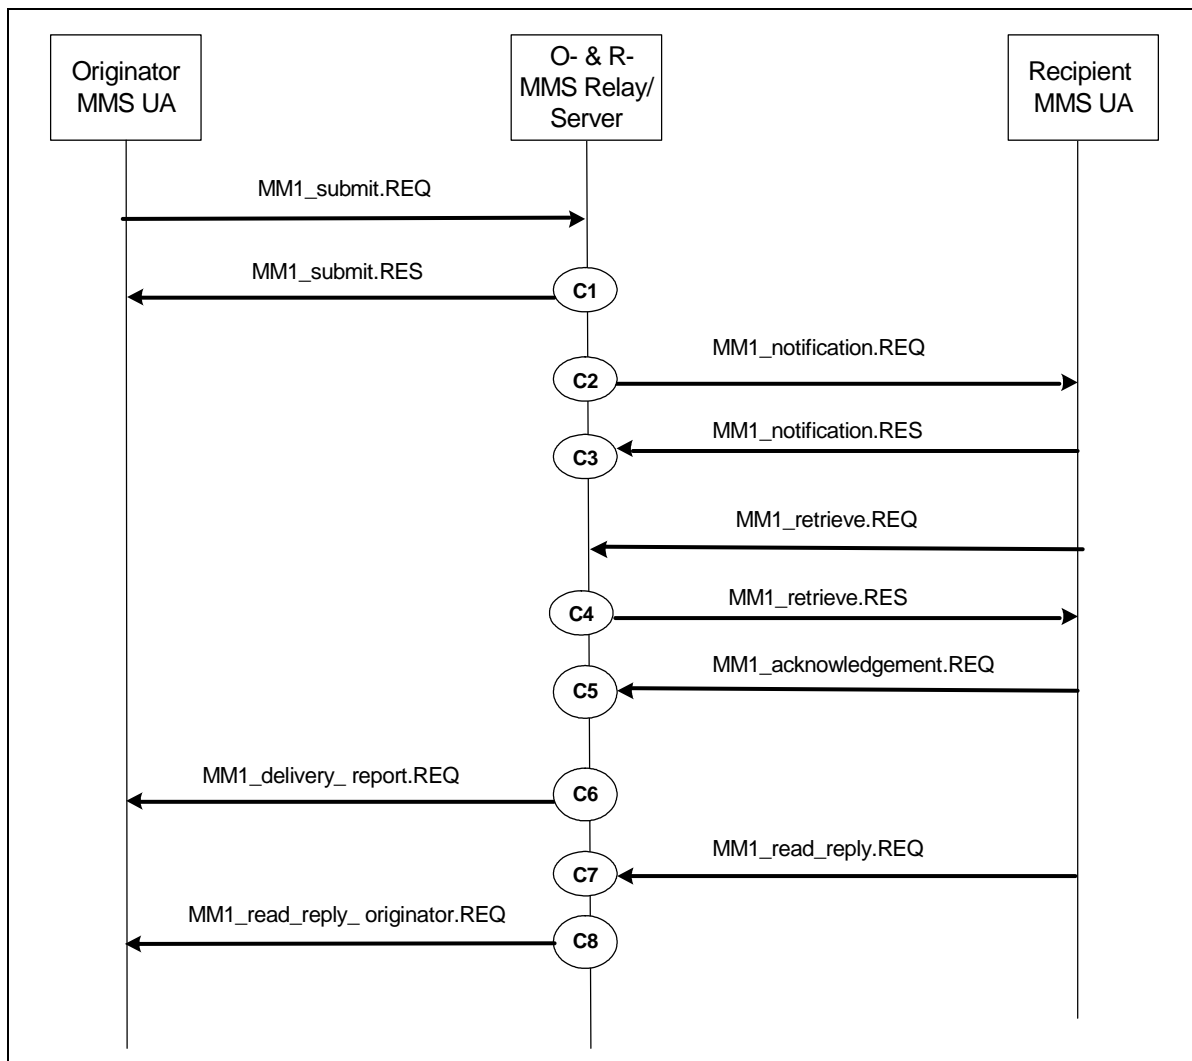 Originator
MMS UA
O- & R-
MMS Relay/
Server
Recipient
MMS UA
MM1_submit.REQ
MM1_submit.RES
C1
MM1_notification.REQ
C2
MM1_notification.RES
C3
MM1_retrieve.REQ
MM1_retrieve.RES
C4
MM1_acknowledgement.REQ
C5
MM1_delivery_ report.REQ
C6
MM1_read_reply.REQ
C7
MM1_read_reply_ originator.REQ
C8